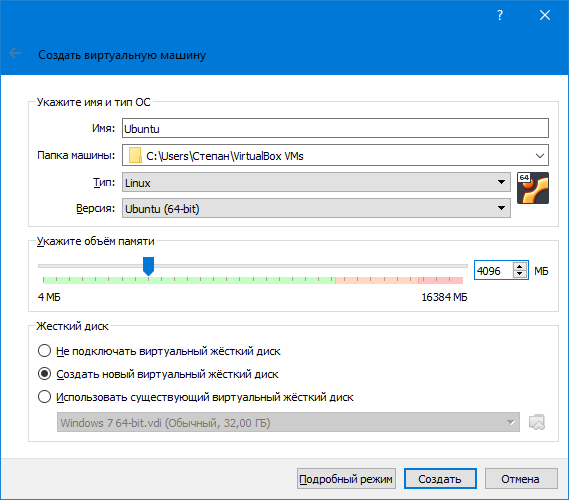 ?
Создать виртуальную машину
Укажите имя и тип ОС
Имя: Ubuntu
Папка машины: C:\Users\Степан\VirtualBox VMs
Тип: Linux
64
Версия: Ubuntu (64-bit)
Укажите объём памяти
4096 МБ
4 МБ 16384 МБ
Жесткий диск
Не подключать виртуальный жёсткий диск
Создать новый виртуальный жёсткий диск
Использовать существующий виртуальный жёсткий диск
Windows 7 64-bit.vdi (Обычный, 32,00 ГБ)
Подробный режим Создать Отмена